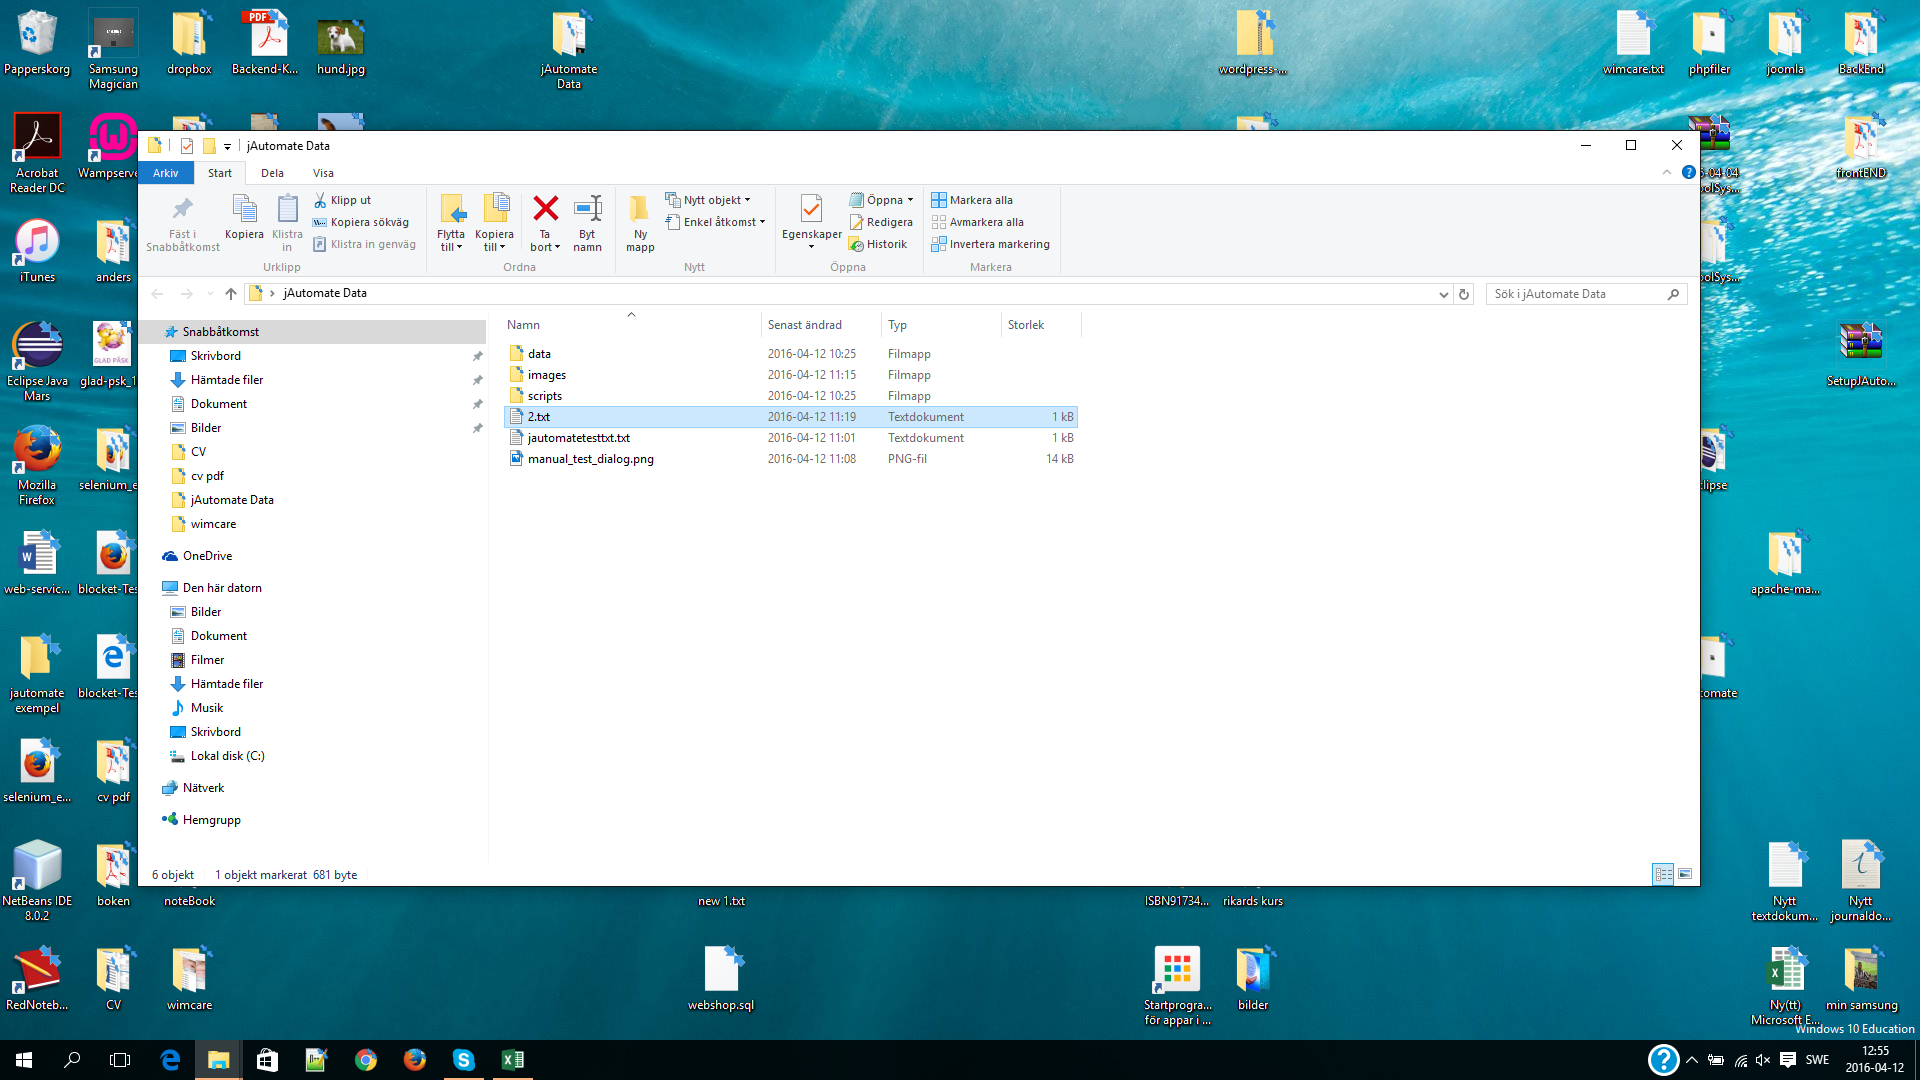 Papperskorg
Samsung Magician
dropbox
PDF
Backend-K...
hund.jpg
jAutomate Data
wordpress-...
wimcare.txt
phpfiler
joomla
BackEnd
Acrobat Reader DC
Wampserve
frontEND
jAutomate Data
Arkiv
Start
Dela
Visa
Fäst i Snabbåtkomst
Kopiera
Klistra in
Klipp ut
Kopiera sökväg
Klistra in genväg
Urklipp
Flytta till
Kopiera till
Ta bort
Byt namn
Ordna
Ny mapp
Nytt objekt
Enkel åtkomst
Nytt
Egenskaper
Öppna
Redigera
Historik
Öppna
Markera alla
Avmarkera alla
Invertera markering
Markera
jAutomate Data
Sök i jAutomate Data
Snabbåtkomst
Skrivbord
Hämtade filer
Dokument
Bilder
CV
cv pdf
jAutomate Data
wimcare
OneDrive
Den här datorn
Bilder
Dokument
Filmer
Hämtade filer
Musik
Skrivbord
Lokal disk (C:)
Nätverk
Hemgrupp
Namn Senast ändrad Typ Storlek
data 2016-04-12 10:25 Filmapp
images 2016-04-12 11:15 Filmapp
scripts 2016-04-12 10:25 Filmapp
2.txt 2016-04-12 11:19 Textdokument 1 kB
jautomatetesttxt.txt 2016-04-12 11:01 Textdokument 1 kB
manual_test_dialog.png 2016-04-12 11:08 PNG-fil 14 kB
6 objekt 1 objekt markerat 681 byte
iTunes
anders
Eclipse Java Mars
GLAD PÅSK
glad-psk_1
SetupJAuto...
Mozilla Firefox
selenium_e
clipse
web-servic...
blocket-Tes
apache-ma...
jautomate exempel
blocket-Tes
tomate
selenium_e...
cv pdf
NetBeans IDE 8.0.2
boken
noteBook
new 1.txt
ISBN91734...
rikards kurs
Nytt textdokum...
Nytt journaldo...
RedNoteb...
CV
wimcare
webshop.sql
Startprogra... för appar i ...
bilder
Ny(tt) Microsoft E...
min samsung
Windows 10 Education
SWE
12:55
2016-04-12